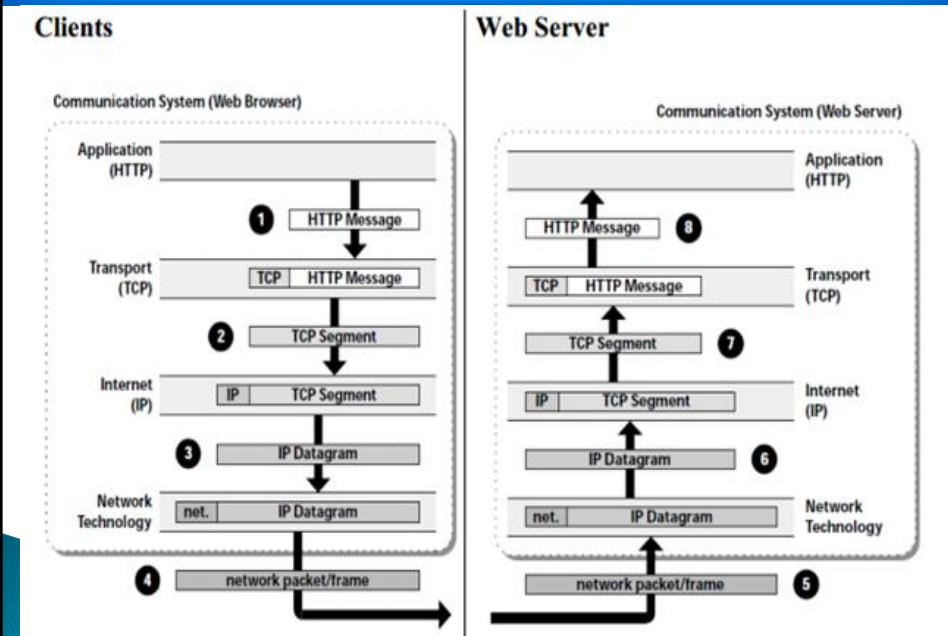 Clients
Communication System (Web Browser)
Application
(HTTP)
1 HTTP Message
Transport
(TCP)
TCP HTTP Message
2 TCP Segment
Internet
(IP)
IP TCP Segment
3 IP Datagram
Network
Technology
net. IP Datagram
4 network packet/frame
Web Server
Communication System (Web Server)
Application
(HTTP)
HTTP Message 8
TCP HTTP Message
Transport
(TCP)
TCP Segment 7
IP TCP Segment
Internet
(IP)
IP Datagram 6
net. IP Datagram
Network
Technology
network packet/frame 5